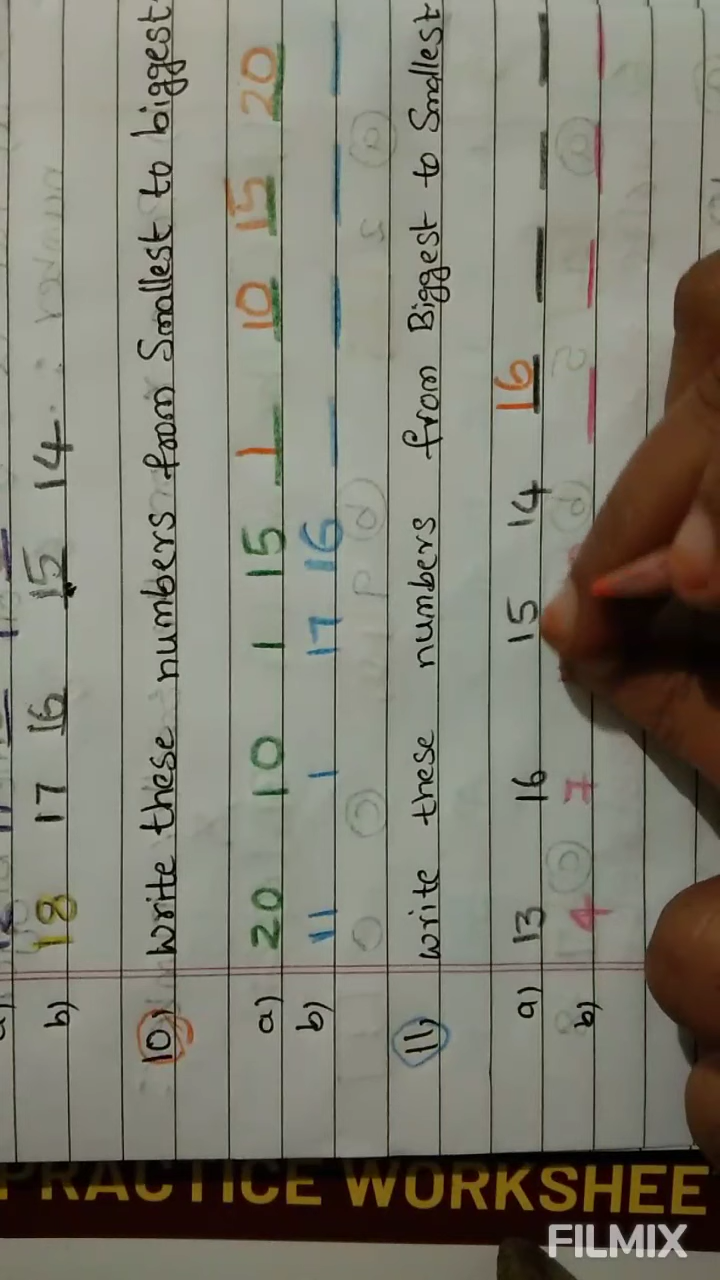 b) 18 17 16 15 14
10) Write these numbers from Smallest to biggest
a) 20 10 1 15 1 10 15 20
b) 11 1 17 16
11) write these numbers from Biggest to Smallest
a) 13 16 15 14 16
b) 4 7
PRACTICE WORKSHEE
FILMIX